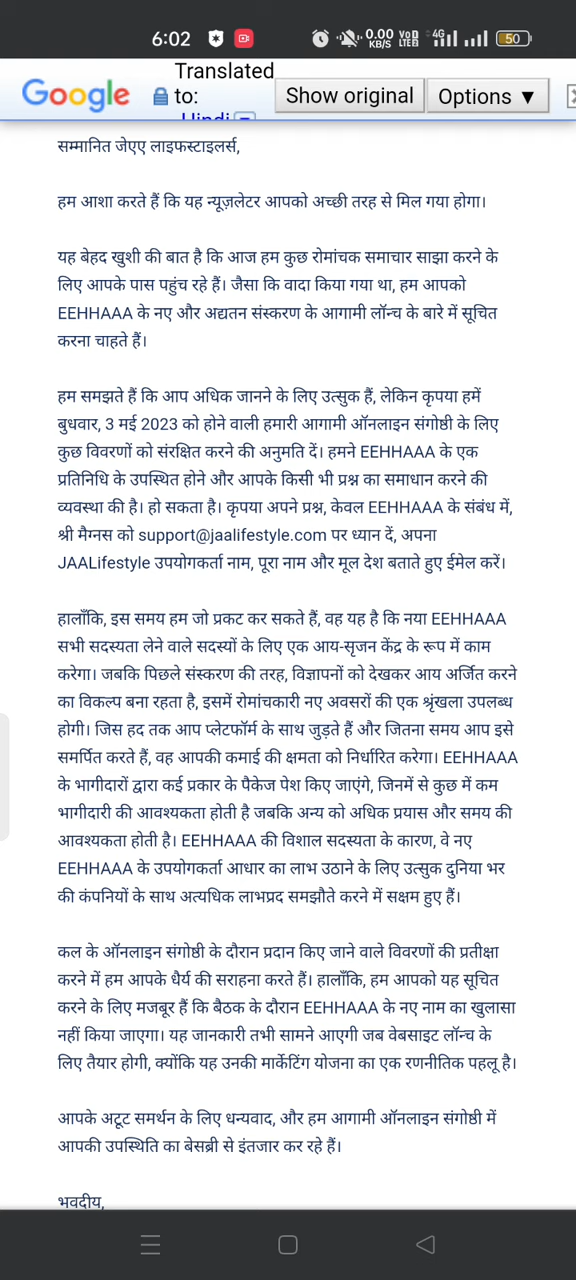 6:02
0.00 KB/S
VoD LTE2
4G
50
Google
Translated to:
Show original
Options ▼
Hindi
सम्मानित जेएए लाइफस्टाइलर्स,
हम आशा करते हैं कि यह न्यूज़लेटर आपको अच्छी तरह से मिल गया होगा।
यह बेहद खुशी की बात है कि आज हम कुछ रोमांचक समाचार साझा करने के
लिए आपके पास पहुंच रहे हैं। जैसा कि वादा किया गया था, हम आपको
EEHHAAA के नए और अद्यतन संस्करण के आगामी लॉन्च के बारे में सूचित
करना चाहते हैं।
हम समझते हैं कि आप अधिक जानने के लिए उत्सुक हैं, लेकिन कृपया हमें
बुधवार, 3 मई 2023 को होने वाली हमारी आगामी ऑनलाइन संगोष्ठी के लिए
कुछ विवरणों को संरक्षित करने की अनुमति दें। हमने EEHHAAA के एक
प्रतिनिधि के उपस्थित होने और आपके किसी भी प्रश्न का समाधान करने की
व्यवस्था की है। हो सकता है। कृपया अपने प्रश्न, केवल EEHHAAA के संबंध में,
श्री मैग्नस को support@jaalifestyle.com पर ध्यान दें, अपना
JAALifestyle उपयोगकर्ता नाम, पूरा नाम और मूल देश बताते हुए ईमेल करें।
हालाँकि, इस समय हम जो प्रकट कर सकते हैं, वह यह है कि नया EEHHAAA
सभी सदस्यता लेने वाले सदस्यों के लिए एक आय-सृजन केंद्र के रूप में काम
करेगा। जबकि पिछले संस्करण की तरह, विज्ञापनों को देखकर आय अर्जित करने
का विकल्प बना रहता है, इसमें रोमांचकारी नए अवसरों की एक श्रृंखला उपलब्ध
होगी। जिस हद तक आप प्लेटफॉर्म के साथ जुड़ते हैं और जितना समय आप इसे
समर्पित करते हैं, वह आपकी कमाई की क्षमता को निर्धारित करेगा। EEHHAAA
के भागीदारों द्वारा कई प्रकार के पैकेज पेश किए जाएंगे, जिनमें से कुछ में कम
भागीदारी की आवश्यकता होती है जबकि अन्य को अधिक प्रयास और समय की
आवश्यकता होती है। EEHHAAA की विशाल सदस्यता के कारण, वे नए
EEHHAAA के उपयोगकर्ता आधार का लाभ उठाने के लिए उत्सुक दुनिया भर
की कंपनियों के साथ अत्यधिक लाभप्रद समझौते करने में सक्षम हुए हैं।
कल के ऑनलाइन संगोष्ठी के दौरान प्रदान किए जाने वाले विवरणों की प्रतीक्षा
करने में हम आपके धैर्य की सराहना करते हैं। हालाँकि, हम आपको यह सूचित
करने के लिए मजबूर हैं कि बैठक के दौरान EEHHAAA के नए नाम का खुलासा
नहीं किया जाएगा। यह जानकारी तभी सामने आएगी जब वेबसाइट लॉन्च के
लिए तैयार होगी, क्योंकि यह उनकी मार्केटिंग योजना का एक रणनीतिक पहलू है।
आपके अटूट समर्थन के लिए धन्यवाद, और हम आगामी ऑनलाइन संगोष्ठी में
आपकी उपस्थिति का बेसब्री से इंतजार कर रहे हैं।
भवदीय,